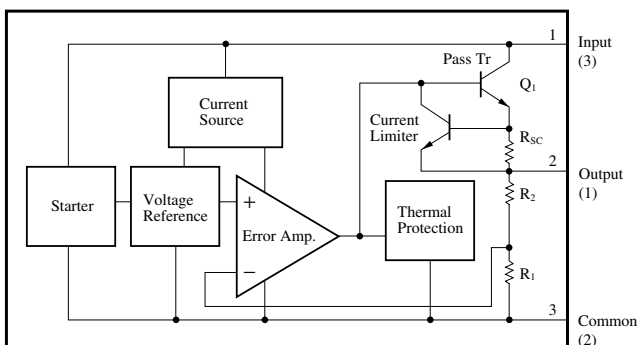 1
Input
(3)
Pass Tr
Q1
Current
Source
Current
Limiter
RSC
2
Output
(1)
Starter
Voltage
Reference
+
Error Amp.
−
Thermal
Protection
R2
R1
3
Common
(2)